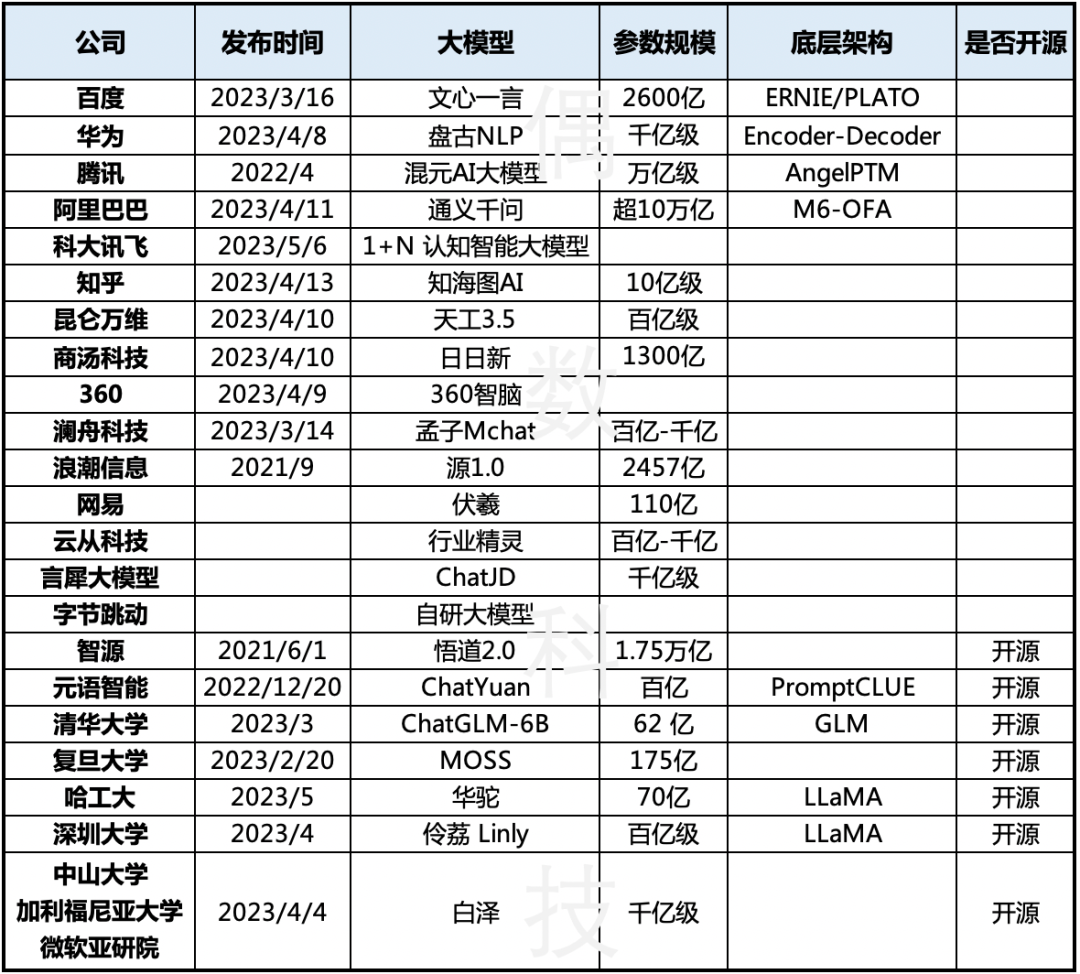 公司 发布时间 大模型 参数规模 底层架构 是否开源
百度 2023/3/16 文心一言 2600亿 ERNIE/PLATO
华为 2023/4/8 盘古NLP 千亿级 Encoder-Decoder
腾讯 2022/4 混元AI大模型 万亿级 AngelPTM
阿里巴巴 2023/4/11 通义千问 超10万亿 M6-OFA
科大讯飞 2023/5/6 1+N 认知智能大模型
知乎 2023/4/13 知海图AI 10亿级
昆仑万维 2023/4/10 天工3.5 百亿级
商汤科技 2023/4/10 日日新 1300亿
360 2023/4/9 360智脑
澜舟科技 2023/3/14 孟子Mchat 百亿-千亿
浪潮信息 2021/9 源1.0 2457亿
网易 伏羲 110亿
云从科技 行业精灵 百亿-千亿
言犀大模型 ChatJD 千亿级
字节跳动 自研大模型
智源 2021/6/1 悟道2.0 1.75万亿 开源
元语智能 2022/12/20 ChatYuan 百亿 PromptCLUE 开源
清华大学 2023/3 ChatGLM-6B 62 亿 GLM 开源
复旦大学 2023/2/20 MOSS 175亿 开源
哈工大 2023/5 华驼 70亿 LLaMA 开源
深圳大学 2023/4 伶荔 Linly 百亿级 LLaMA 开源
中山大学
加利福尼亚大学 2023/4/4 白泽 千亿级 开源
微软亚研院
偶数科技